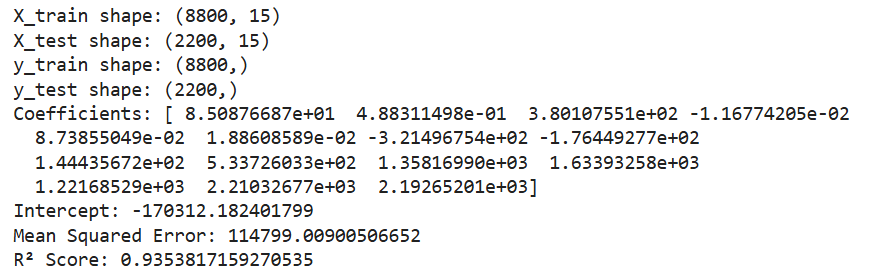 X_train shape: (8800, 15)
X_test shape: (2200, 15)
y_train shape: (8800,)
y_test shape: (2200,)
Coefficients: [ 8.50876687e+01  4.88311498e-01  3.80107551e+02 -1.16774205e-02
  8.73855049e-02  1.88608589e-02 -3.21496754e+02 -1.76449277e+02
  1.44435672e+02  5.33726033e+02  1.35816990e+03  1.63393258e+03
  1.22168529e+03  2.21032677e+03  2.19265201e+03]
Intercept: -170312.182401799
Mean Squared Error: 114799.00900506652
R² Score: 0.9353817159270535